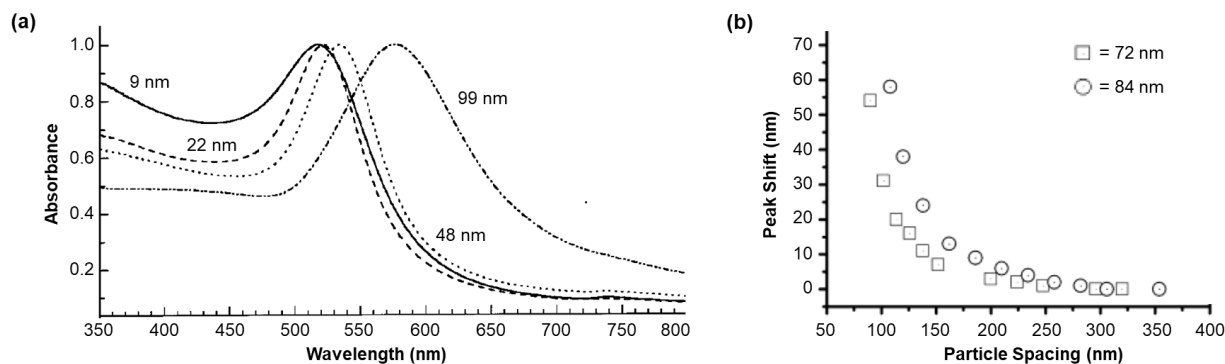 (a)
Absorbance
1.0
0.8
0.6
0.4
0.2
9 nm
22 nm
99 nm
48 nm
350 400 450 500 550 600 650 700 750 800
Wavelength (nm)
(b)
Peak Shift (nm)
70
60
50
40
30
20
10
0
= 72 nm
= 84 nm
50 100 150 200 250 300 350 400
Particle Spacing (nm)